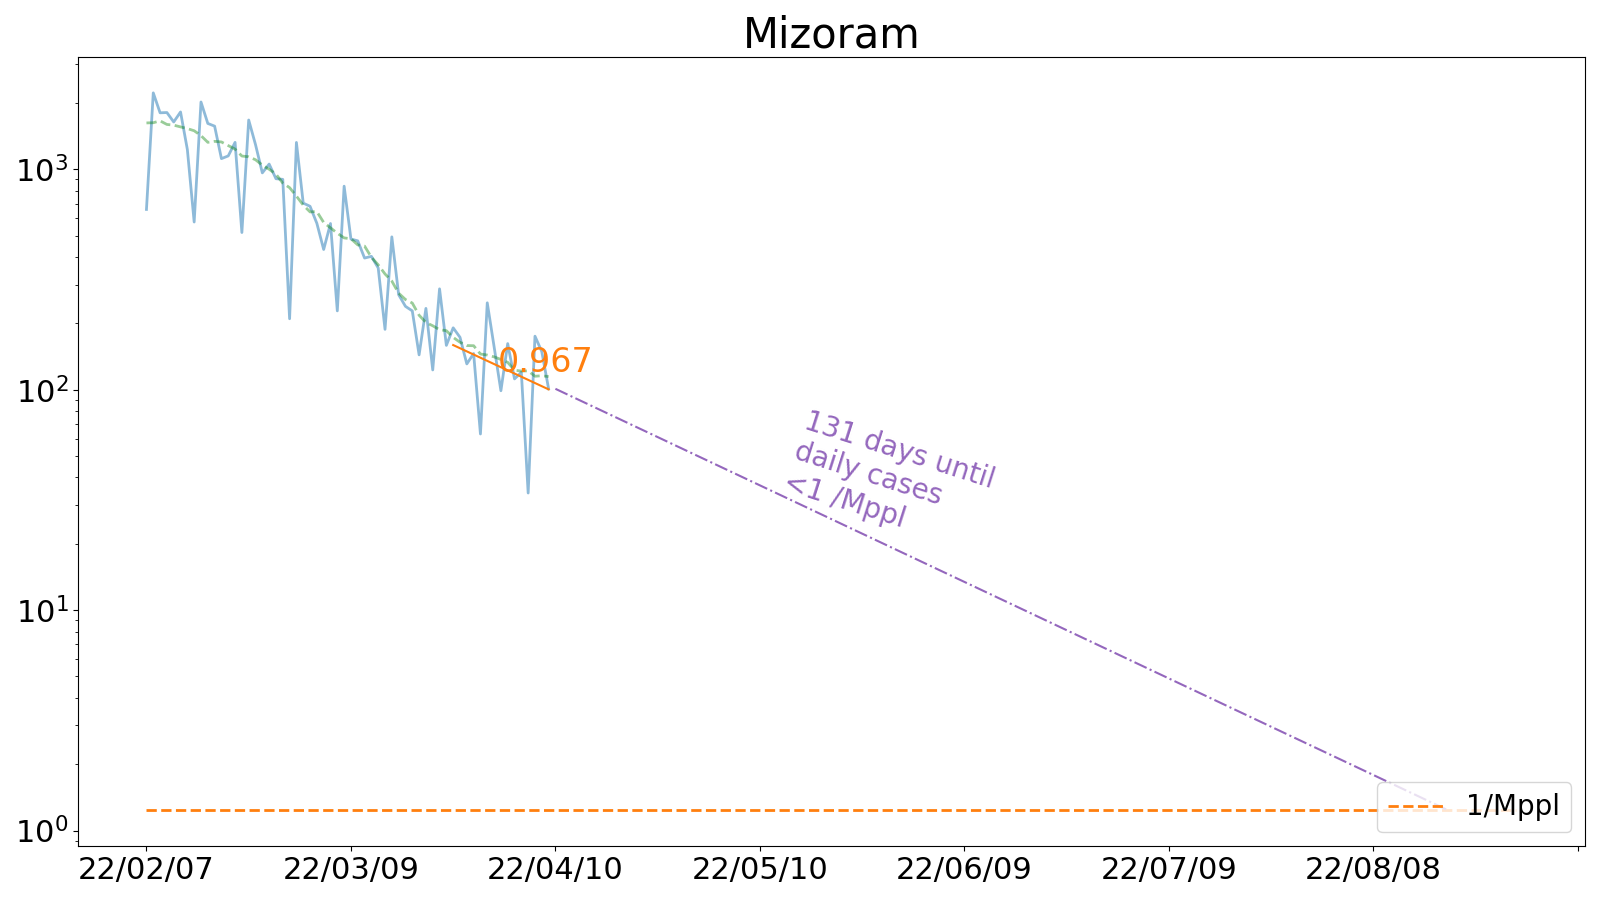 Mizoram
10³
10²
10¹
10⁰
0.967
131 days until
daily cases
<1 /Mppl
1/Mppl
22/02/07 22/03/09 22/04/10 22/05/10 22/06/09 22/07/09 22/08/08